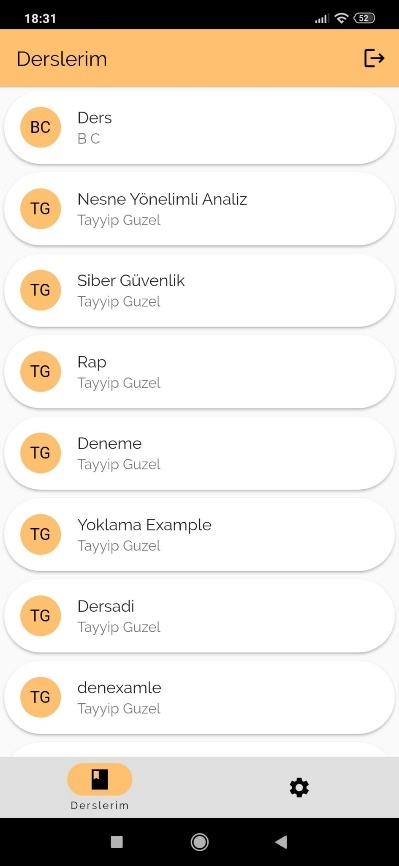 18:31
52
Derslerim
BC
Ders
B C
TG
Nesne Yönelimli Analiz
Tayyip Guzel
TG
Siber Güvenlik
Tayyip Guzel
TG
Rap
Tayyip Guzel
TG
Deneme
Tayyip Guzel
TG
Yoklama Example
Tayyip Guzel
TG
Dersadi
Tayyip Guzel
TG
denexamle
Tayyip Guzel
Derslerim